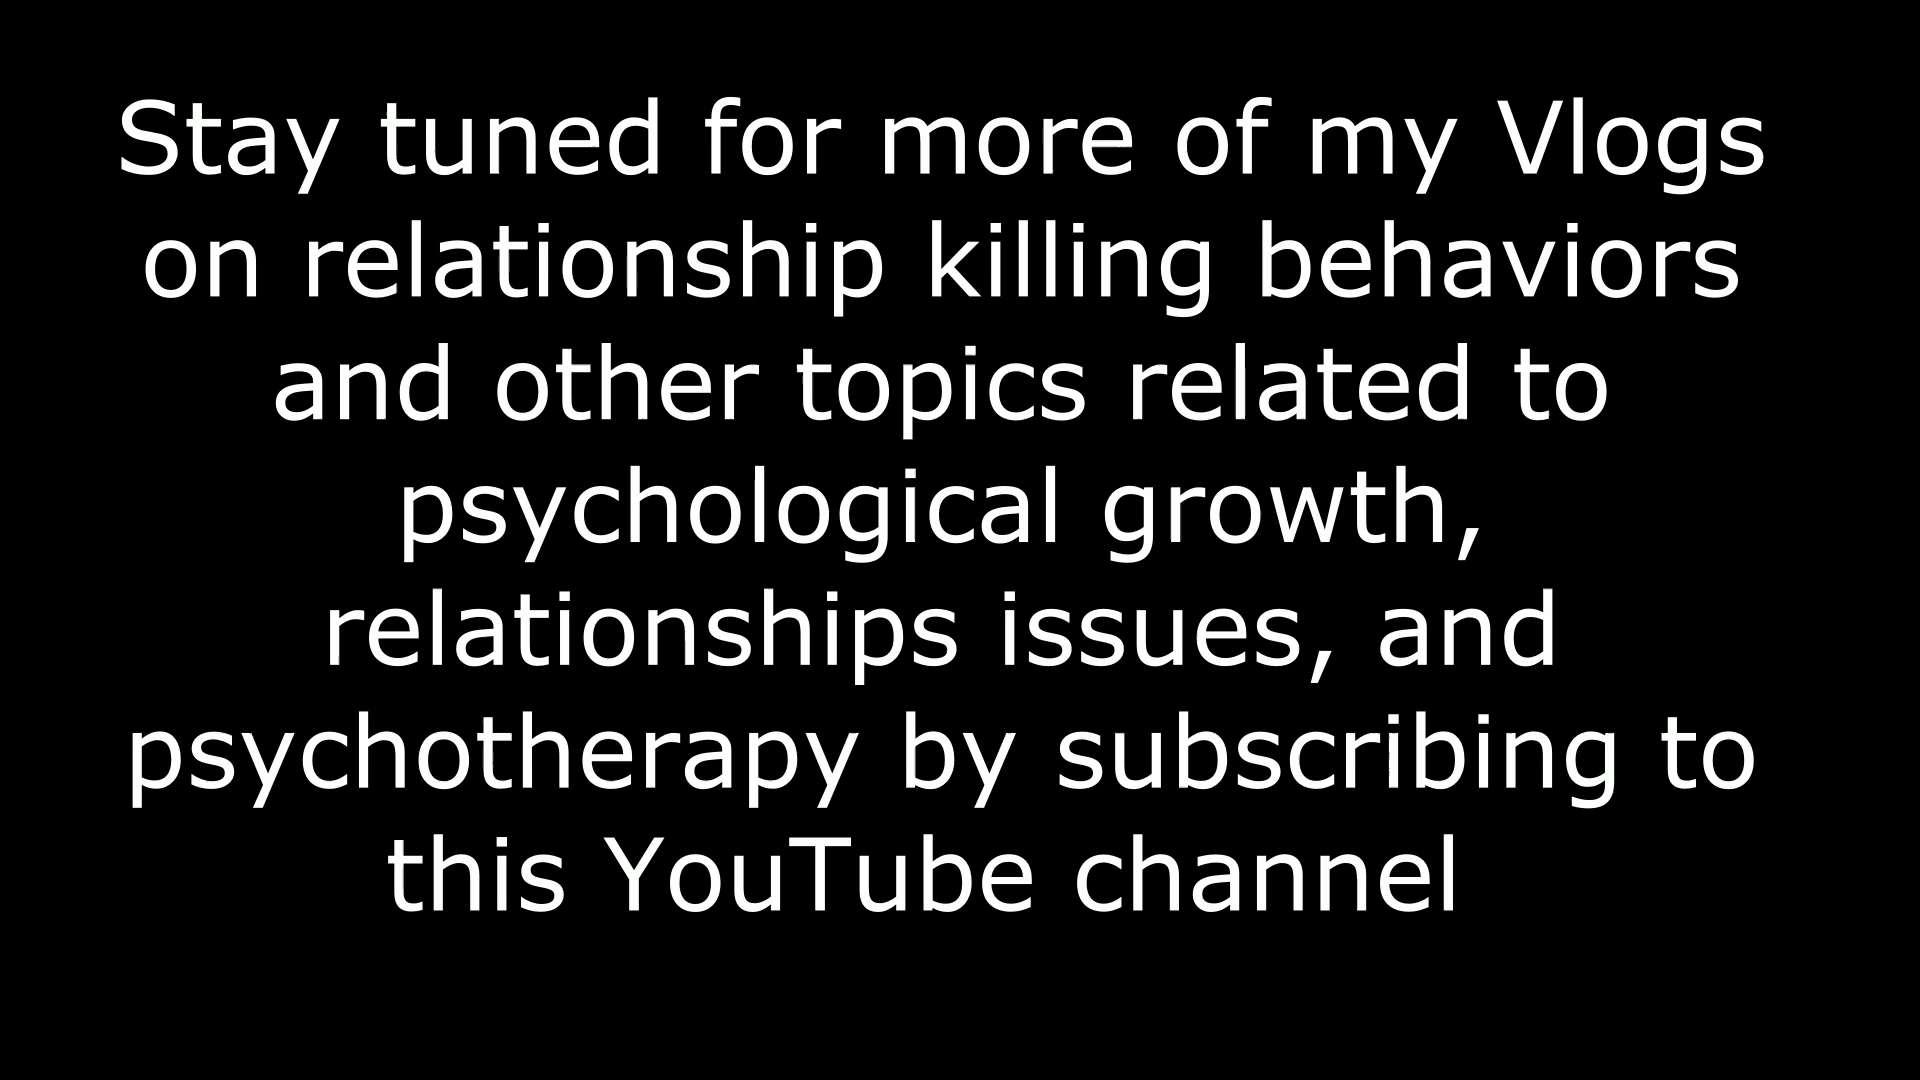 Stay tuned for more of my Vlogs
on relationship killing behaviors
and other topics related to
psychological growth,
relationships issues, and
psychotherapy by subscribing to
this YouTube channel